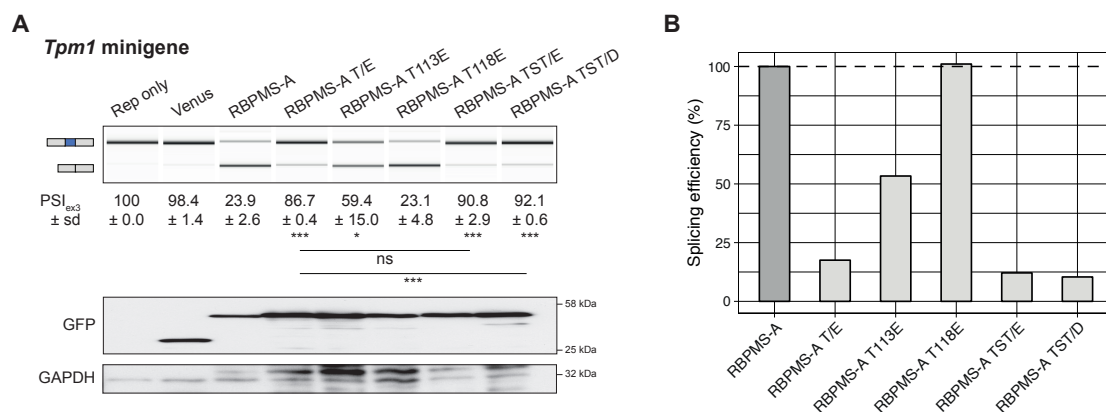 A
Tpm1 minigene
Rep only
Venus
RBPMS-A
RBPMS-A T/E
RBPMS-A T113E
RBPMS-A T118E
RBPMS-A TST/E
RBPMS-A TST/D
PSIex3 100 98.4 23.9 86.7 59.4 23.1 90.8 92.1
± sd ± 0.0 ± 1.4 ± 2.6 ± 0.4 ± 15.0 ± 4.8 ± 2.9 ± 0.6
*** * *** ***
ns
***
GFP
58 kDa
25 kDa
GAPDH
32 kDa
B
Splicing efficiency (%)
100
75
50
25
0
RBPMS-A
RBPMS-A T/E
RBPMS-A T113E
RBPMS-A T118E
RBPMS-A TST/E
RBPMS-A TST/D